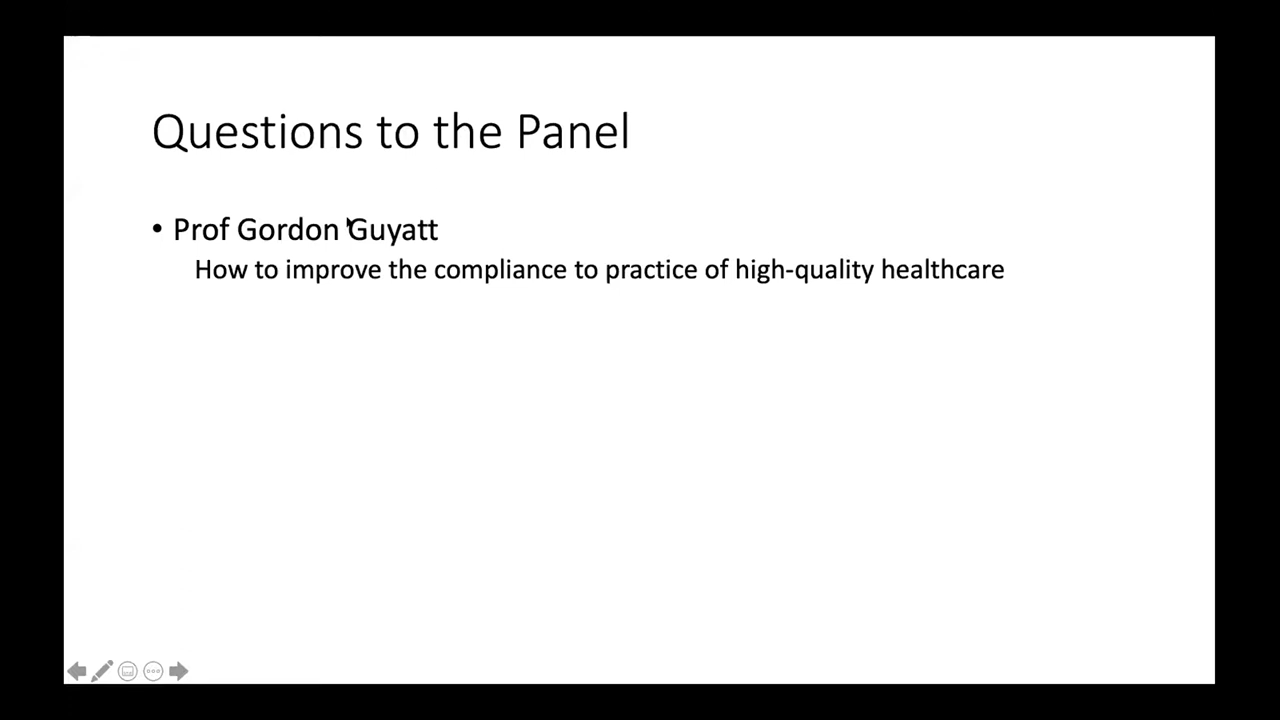 Questions to the Panel
• Prof Gordon Guyatt
How to improve the compliance to practice of high-quality healthcare